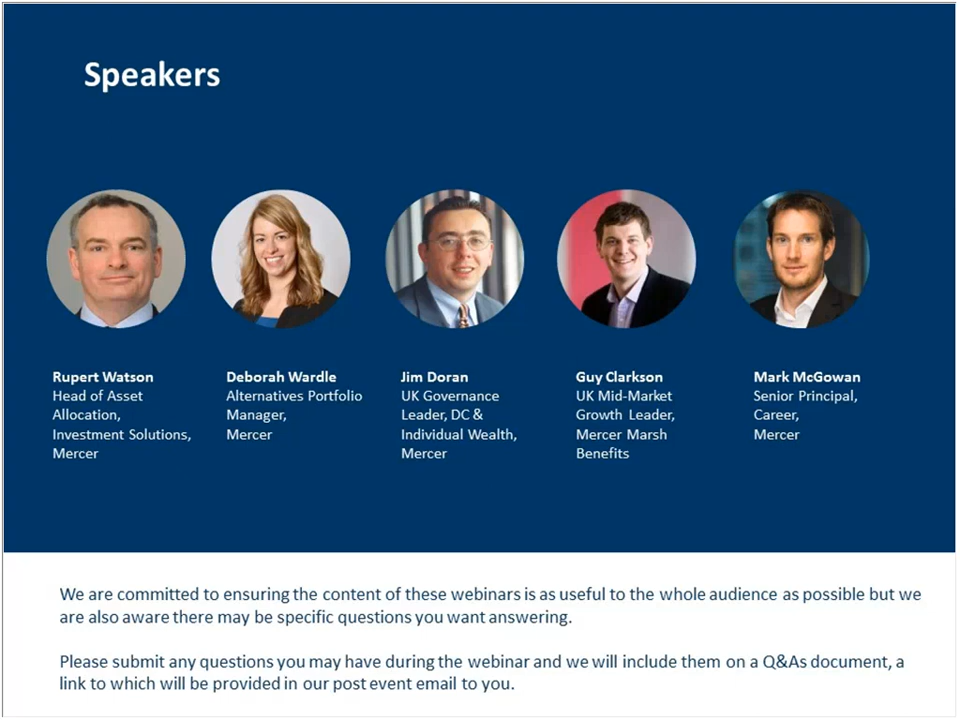 Speakers
Rupert Watson
Head of Asset
Allocation,
Investment Solutions,
Mercer
Deborah Wardle
Alternatives Portfolio
Manager,
Mercer
Jim Doran
UK Governance
Leader, DC &
Individual Wealth,
Mercer
Guy Clarkson
UK Mid-Market
Growth Leader,
Mercer Marsh
Benefits
Mark McGowan
Senior Principal,
Career,
Mercer
We are committed to ensuring the content of these webinars is as useful to the whole audience as possible but we
are also aware there may be specific questions you want answering.
Please submit any questions you may have during the webinar and we will include them on a Q&As document, a
link to which will be provided in our post event email to you.